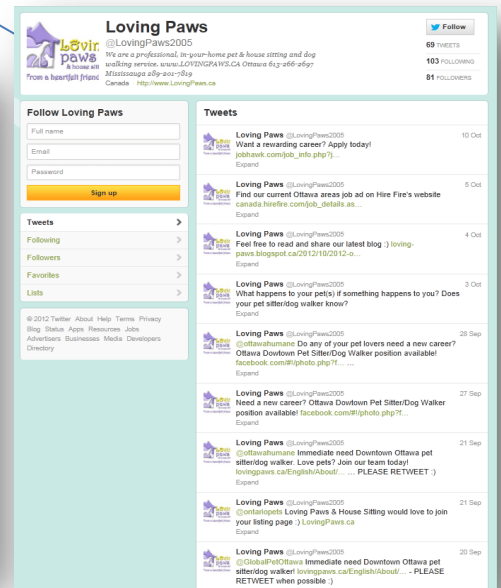 Loving Paws
@LovingPaws2005
We are a professional, in-your-home pet & house sitting and dog
walking service. www.LOVINGPAWS.CA Ottawa 613-266-2697
Mississauga 289-201-7819
Canada http://www.LovingPaws.ca
Follow
69 TWEETS
103 FOLLOWING
81 FOLLOWERS
Loving
paws
& house sitt
From a heartfelt friend
Follow Loving Paws
Full name
Email
Password
Sign up
Tweets
Following
Followers
Favorites
Lists
© 2012 Twitter About Help Terms Privacy
Blog Status Apps Resources Jobs
Advertisers Businesses Media Developers
Directory
Tweets
Loving Paws @LovingPaws2005 10 Oct
Want a rewarding career? Apply today!
jobhawk.com/job_info.php?j...
Expand
Loving Paws @LovingPaws2005 5 Oct
Find our current Ottawa areas job ad on Hire Fire's website
canada.hirefire.com/job_details.as...
Expand
Loving Paws @LovingPaws2005 4 Oct
Feel free to read and share our latest blog :) loving-
paws.blogspot.ca/2012/10/2012-o...
Expand
Loving Paws @LovingPaws2005 3 Oct
What happens to your pet(s) if something happens to you? Does
your pet sitter/dog walker know?
Expand
Loving Paws @LovingPaws2005 28 Sep
@ottawahumane Do any of your pet lovers need a new career?
Ottawa Dowtown Pet Sitter/Dog Walker position available!
facebook.com/#!/photo.php?f... ...
Expand
Loving Paws @LovingPaws2005 27 Sep
Need a new career? Ottawa Dowtown Pet Sitter/Dog Walker
position available! facebook.com/#!/photo.php?f...
Expand
Loving Paws @LovingPaws2005 21 Sep
@ottawahumane Immediate need Downtown Ottawa pet
sitter/dog walker. Love pets? Join our team today!
lovingpaws.ca/English/About/... ... PLEASE RETWEET :)
Expand
Loving Paws @LovingPaws2005 21 Sep
@ontariopets Loving Paws & House Sitting would love to join
your listing page :) LovingPaws.ca
Expand
Loving Paws @LovingPaws2005 20 Sep
@GlobalPetOttawa Immediate need Downtown Ottawa pet
sitter/dog walker! lovingpaws.ca/English/About/... - PLEASE
RETWEET when possible :)